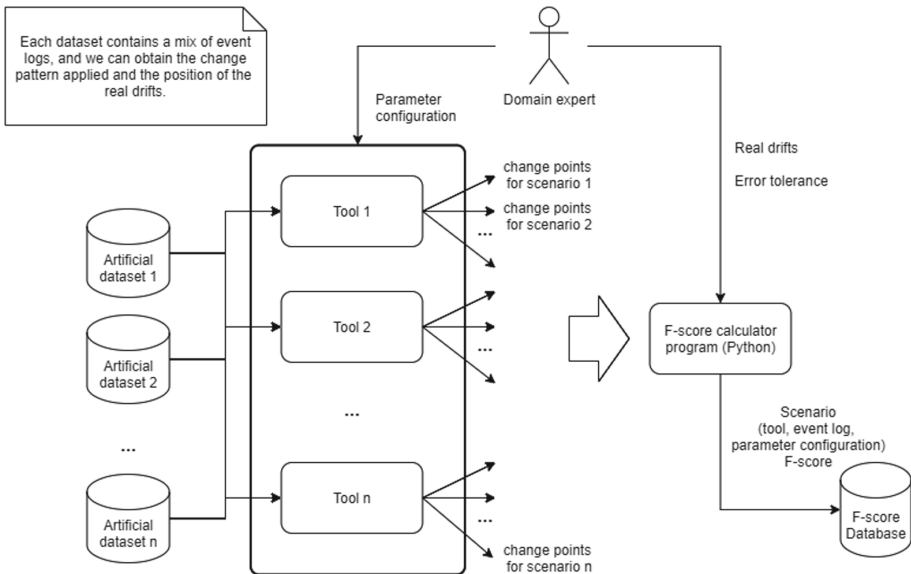 Each dataset contains a mix of event
logs, and we can obtain the change
pattern applied and the position of the
real drifts.
Domain expert
Parameter
configuration
Real drifts
Error tolerance
Artificial
dataset 1
Artificial
dataset 2
...
Artificial
dataset n
Tool 1
Tool 2
...
Tool n
change points
for scenario 1
change points
for scenario 2
...
...
...
change points
for scenario n
F-score calculator
program (Python)
Scenario
(tool, event log,
parameter configuration)
F-score
F-score
Database